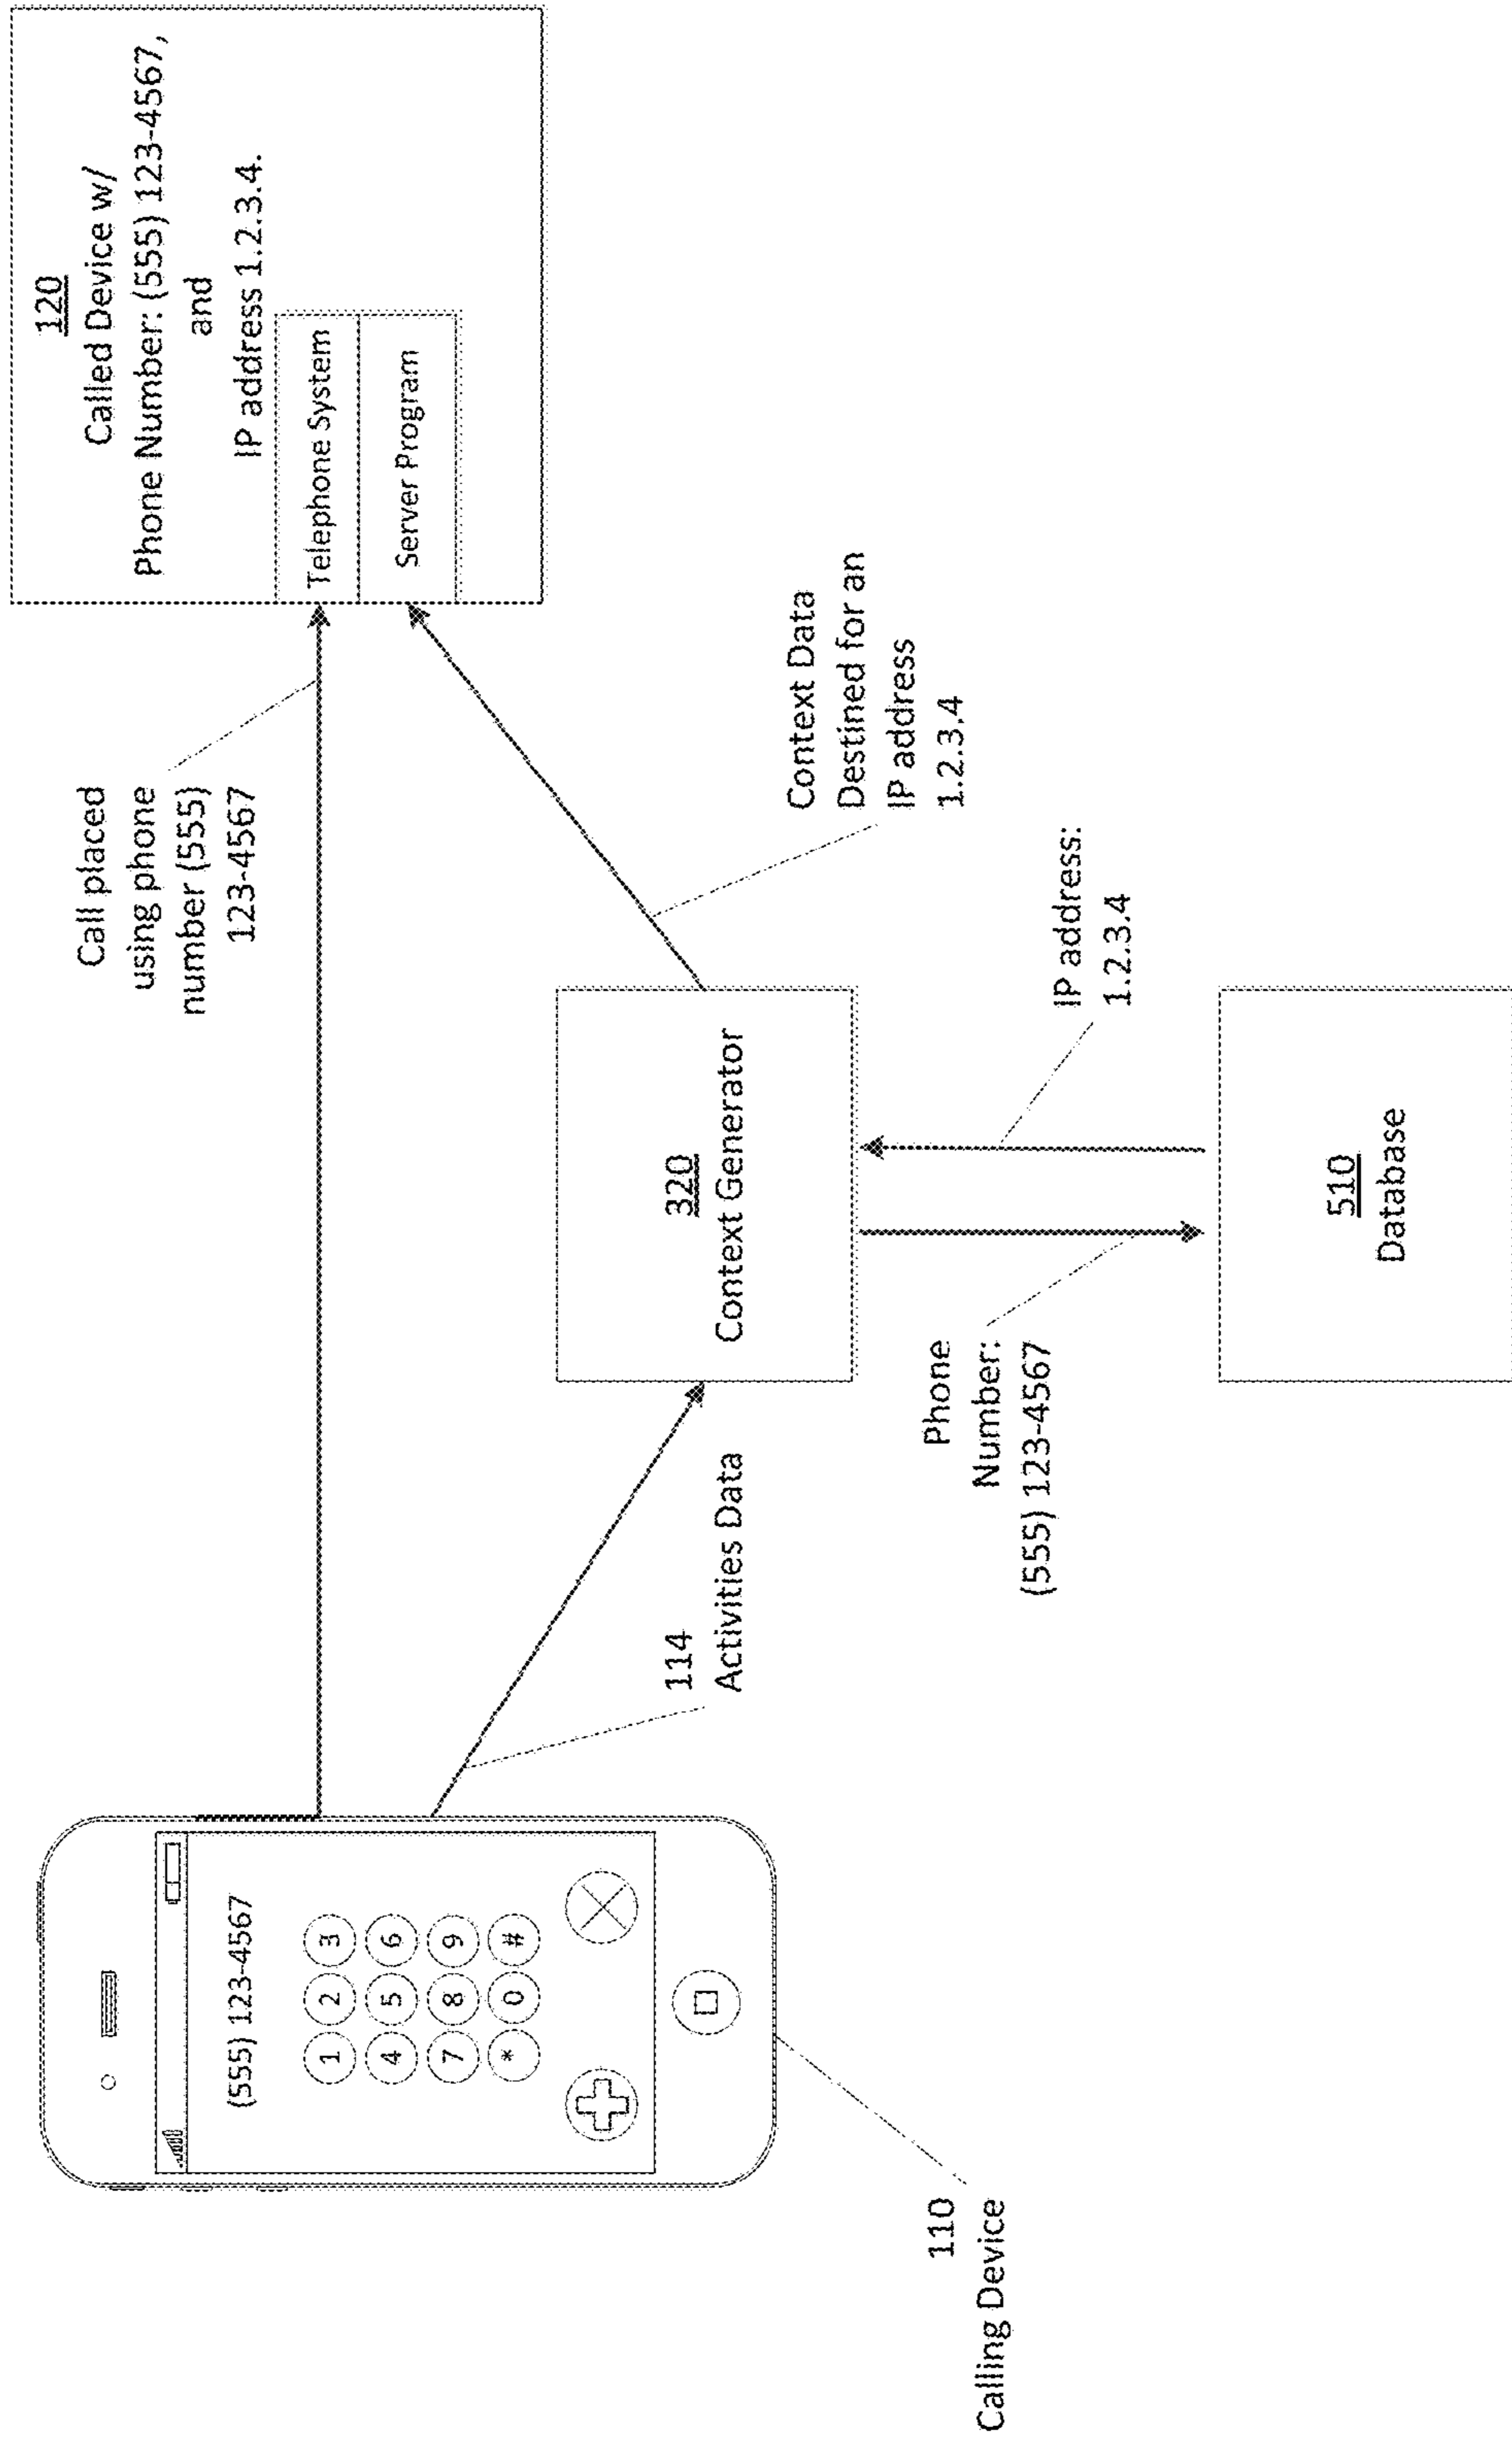 120
Called Device w/
Phone Number: (555) 123-4567,
and
IP address 1.2.3.4.
Telephone System
Server Program
Call placed
using phone
number (555)
123-4567
(555) 123-4567
1 2 3
4 5 6
7 8 9
* 0 #
114
Activities Data
320
Context Generator
Context Data
Destined for an
IP address
1.2.3.4
110
Calling Device
Phone
Number:
(555) 123-4567
IP address:
1.2.3.4
510
Database